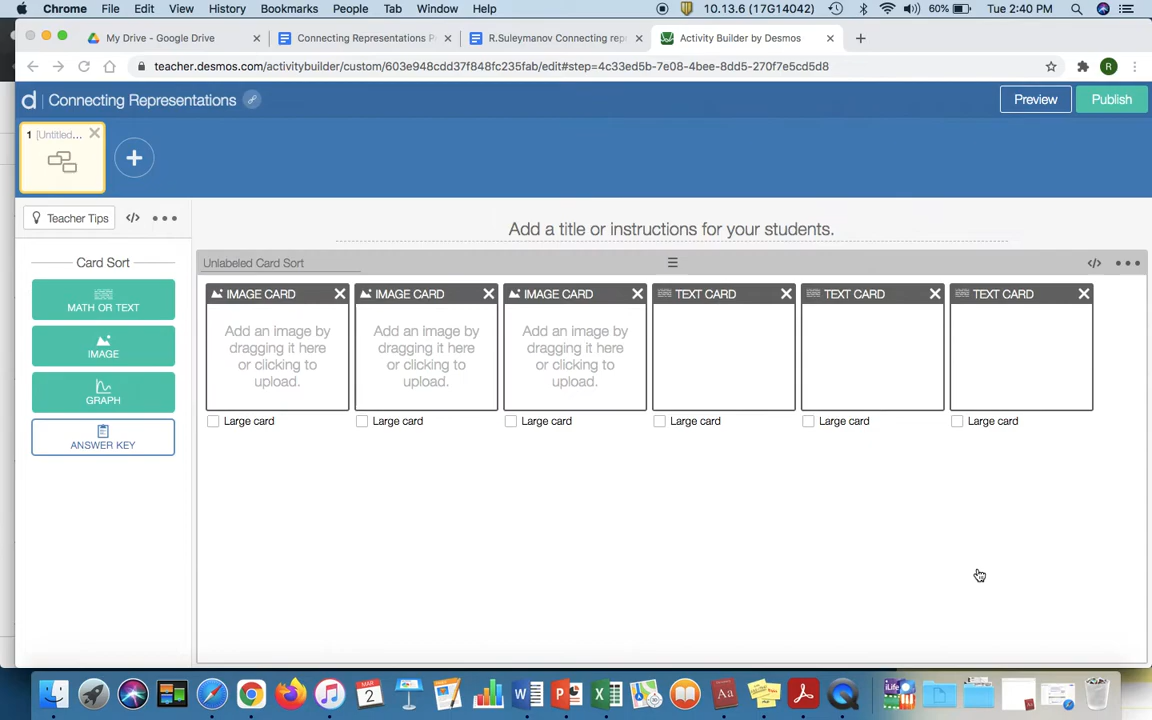 Chrome File Edit View History Bookmarks People Tab Window Help 10.13.6 (17G14042) 60% Tue 2:40 PM
My Drive - Google Drive Connecting Representations P R.Suleymanov Connecting rep Activity Builder by Desmos
teacher.desmos.com/activitybuilder/custom/603e948cdd37f848fc235fab/edit#step=4c33ed5b-7e08-4bee-8dd5-270f7e5cd5d8 R
d Connecting Representations Preview Publish
1 [Untitled...
Teacher Tips </>
Add a title or instructions for your students.
Card Sort
Unlabeled Card Sort </>
MATH OR TEXT
IMAGE
GRAPH
ANSWER KEY
IMAGE CARD IMAGE CARD IMAGE CARD TEXT CARD TEXT CARD TEXT CARD
Add an image by dragging it here or clicking to upload.
Add an image by dragging it here or clicking to upload.
Add an image by dragging it here or clicking to upload.
Large card Large card Large card Large card Large card Large card
MAR
2
W P X Aa
iLife